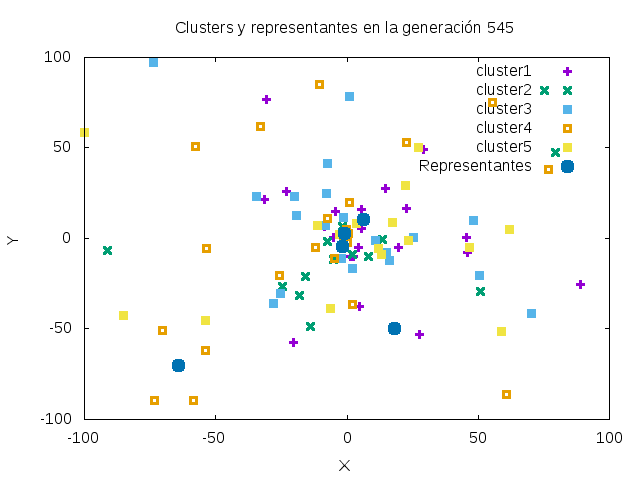 Clusters y representantes en la generación 545
100
50
0
-50
-100
-100
-50
0
50
100
Y
X
cluster1
cluster2
cluster3
cluster4
cluster5
Representantes